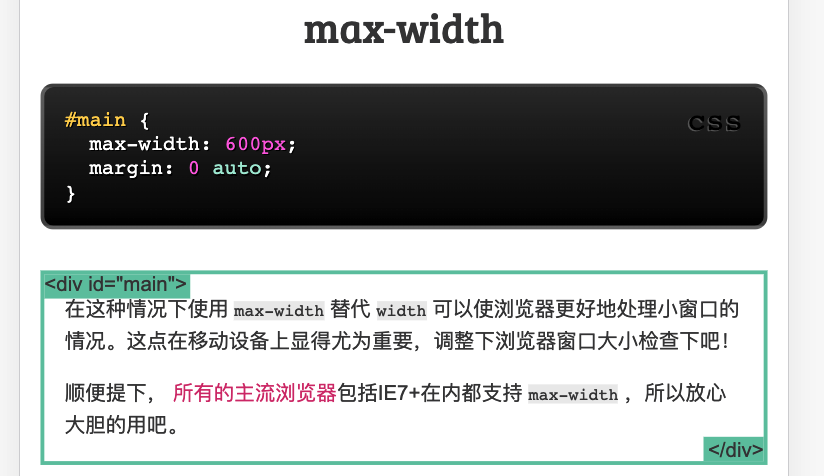 max-width
CSS
#main {
  max-width: 600px;
  margin: 0 auto;
}
<div id="main">
在这种情况下使用 max-width 替代 width 可以使浏览器更好地处理小窗口的
情况。这点在移动设备上显得尤为重要，调整下浏览器窗口大小检查下吧！
顺便提下， 所有的主流浏览器包括IE7+在内都支持 max-width ，所以放心
大胆的用吧。
</div>